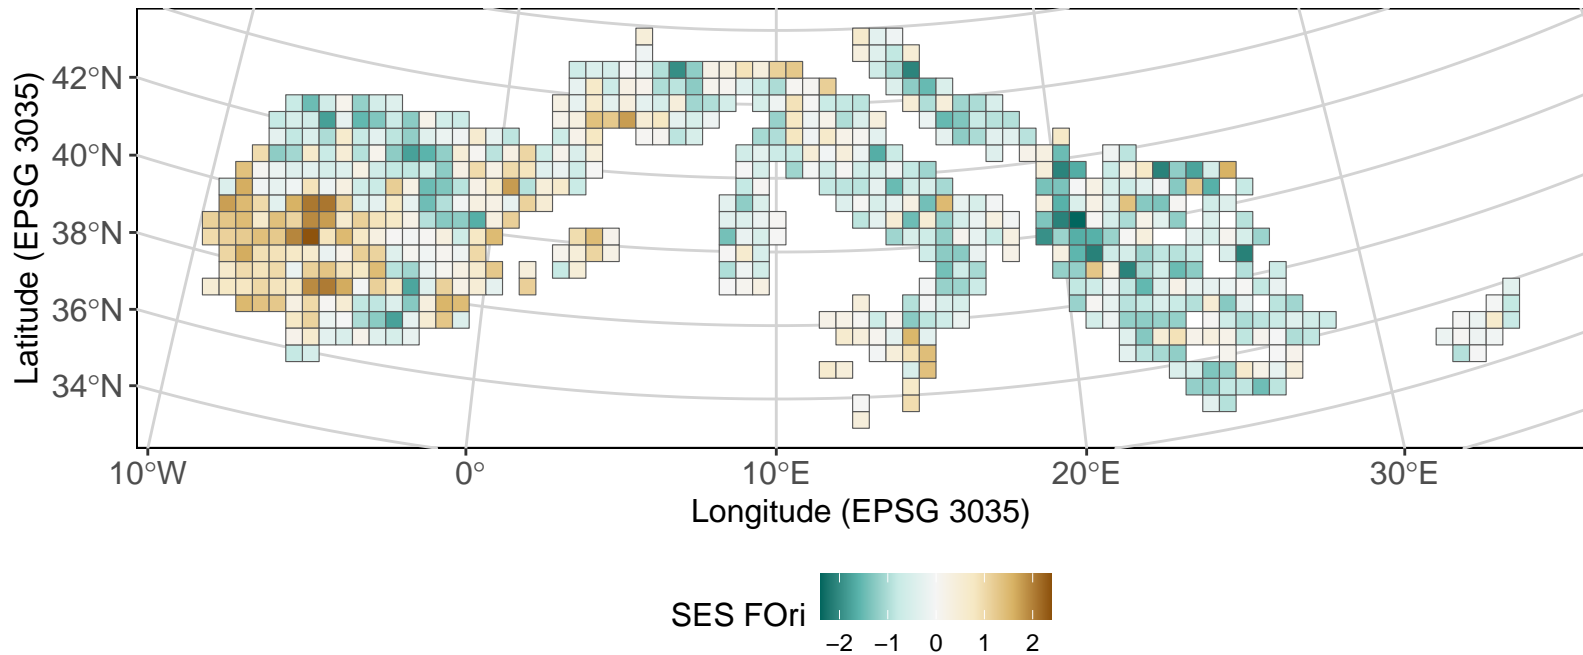 Latitude (EPSG 3035)
42°N
40°N
38°N
36°N
34°N
10°W 0° 10°E 20°E 30°E
Longitude (EPSG 3035)
SES FOri
−2 −1 0 1 2